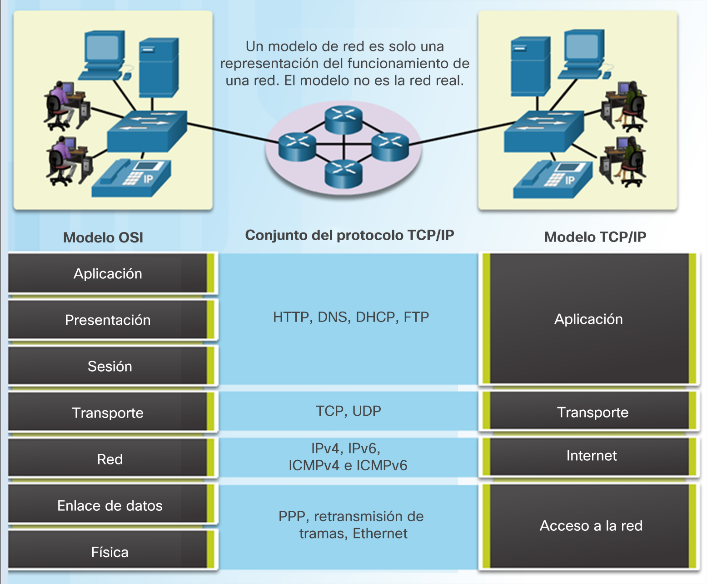 Un modelo de red es solo una
representación del funcionamiento de
una red. El modelo no es la red real.
IP
IP
Modelo OSI
Conjunto del protocolo TCP/IP
Modelo TCP/IP
Aplicación
Presentación
Sesión
HTTP, DNS, DHCP, FTP
Aplicación
Transporte
TCP, UDP
Transporte
Red
IPv4, IPv6,
ICMPv4 e ICMPv6
Internet
Enlace de datos
Física
PPP, retransmisión de
tramas, Ethernet
Acceso a la red